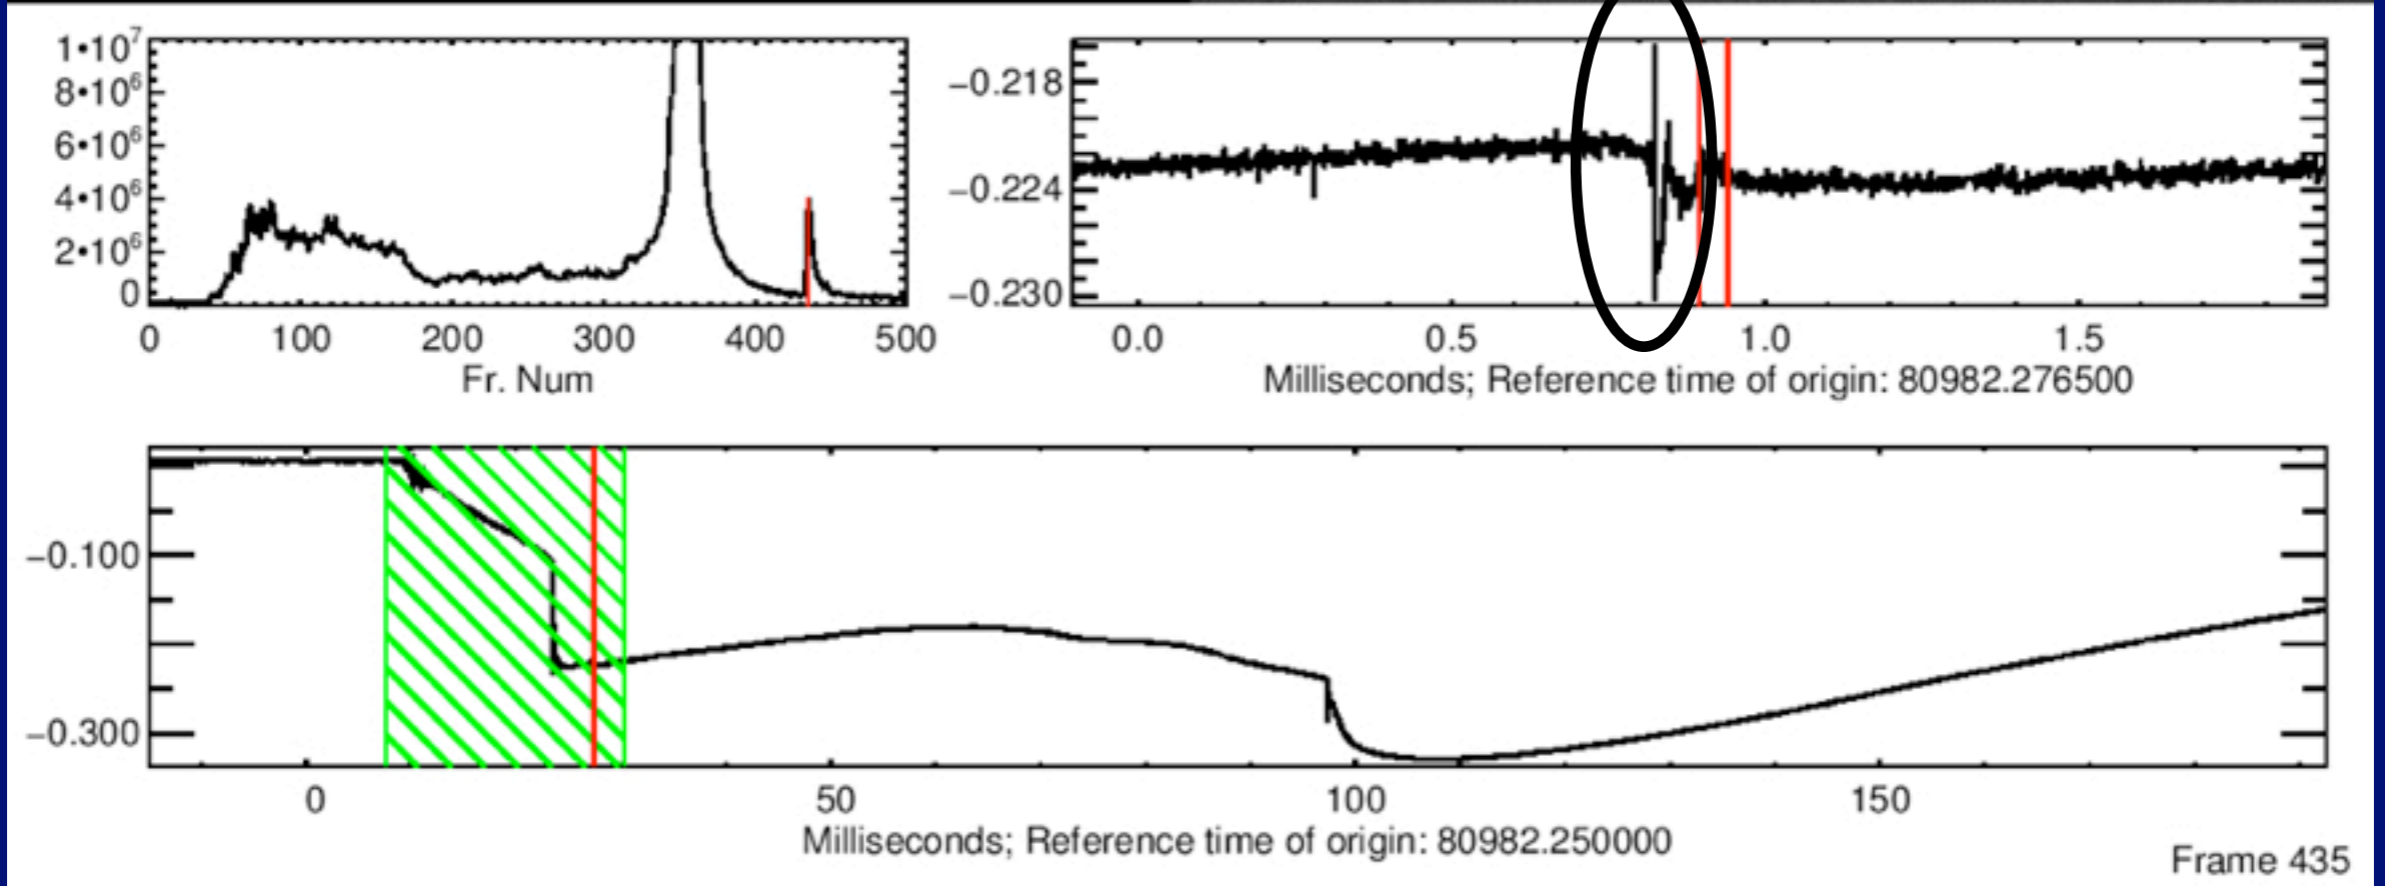 1•10⁷
8•10⁶
6•10⁶
4•10⁶
2•10⁶
0
0 100 200 300 400 500
Fr. Num
−0.218
−0.224
−0.230
0.0 0.5 1.0 1.5
Milliseconds; Reference time of origin: 80982.276500
−0.100
−0.300
0 50 100 150
Milliseconds; Reference time of origin: 80982.250000
Frame 435